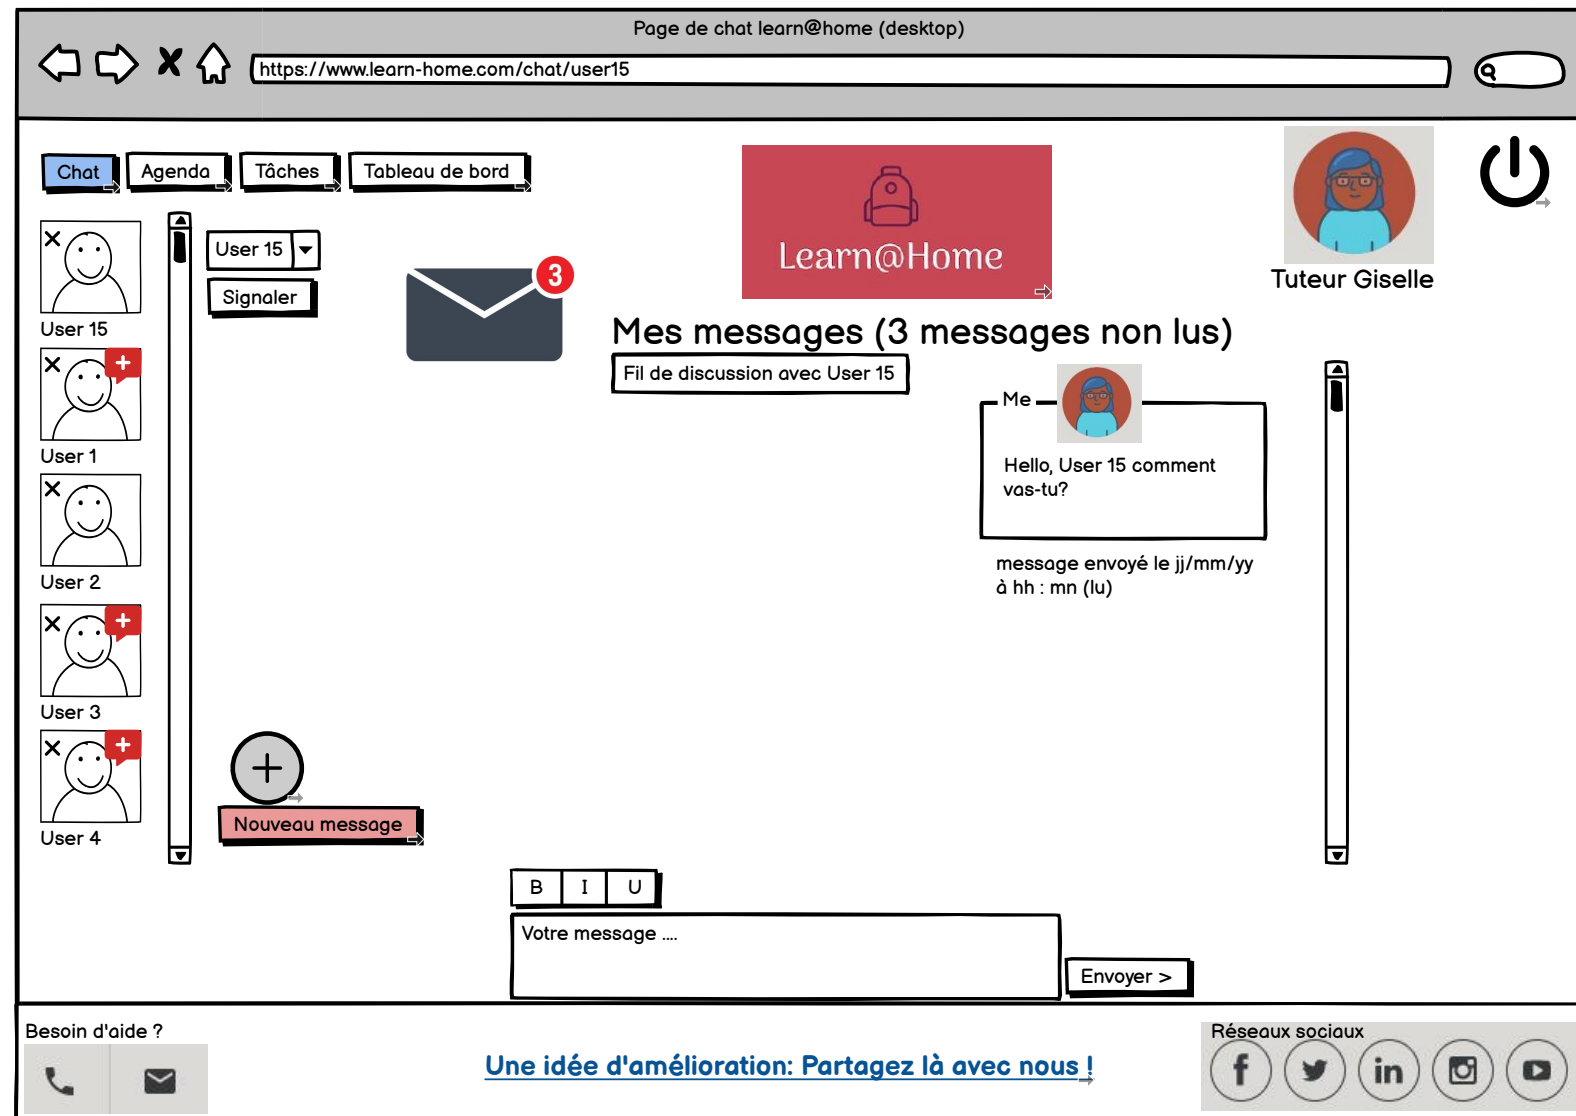 Page de chat learn@home (desktop)
https://www.learn-home.com/chat/user15
Chat
Agenda
Tâches
Tableau de bord
Learn@Home
Tuteur Giselle
User 15
Signaler
3
User 15
User 1
User 2
User 3
User 4
Nouveau message
Mes messages (3 messages non lus)
Fil de discussion avec User 15
Me
Hello, User 15 comment
vas-tu?
message envoyé le jj/mm/yy
à hh : mn (lu)
B I U
Votre message ....
Envoyer >
Besoin d'aide ?
Une idée d'amélioration: Partagez là avec nous !
Réseaux sociaux